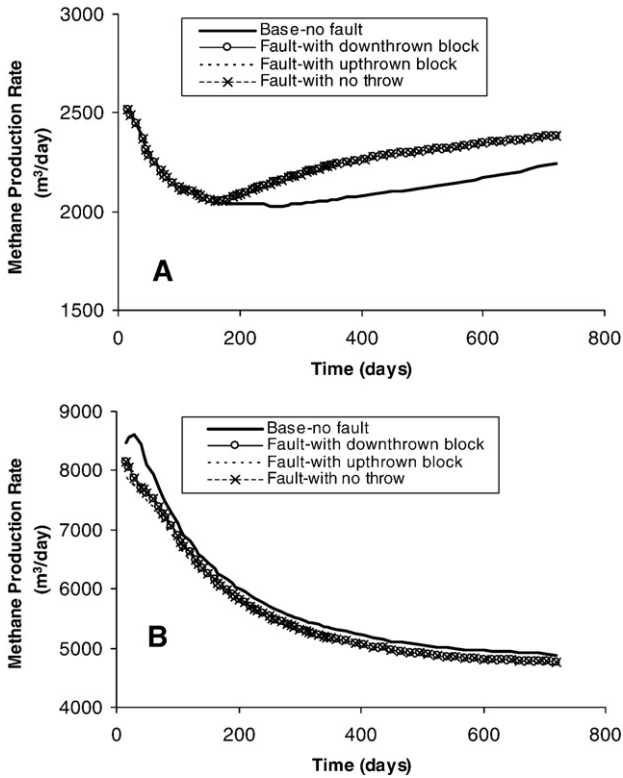 3000
2500
2000
1500
Methane Production Rate
(m³/day)
Base-no fault
Fault-with downthrown block
Fault-with upthrown block
Fault-with no throw
A
0
200
400
600
800
Time (days)
9000
8000
7000
6000
5000
4000
Methane Production Rate
(m³/day)
Base-no fault
Fault-with downthrown block
Fault-with upthrown block
Fault-with no throw
B
0
200
400
600
800
Time (days)